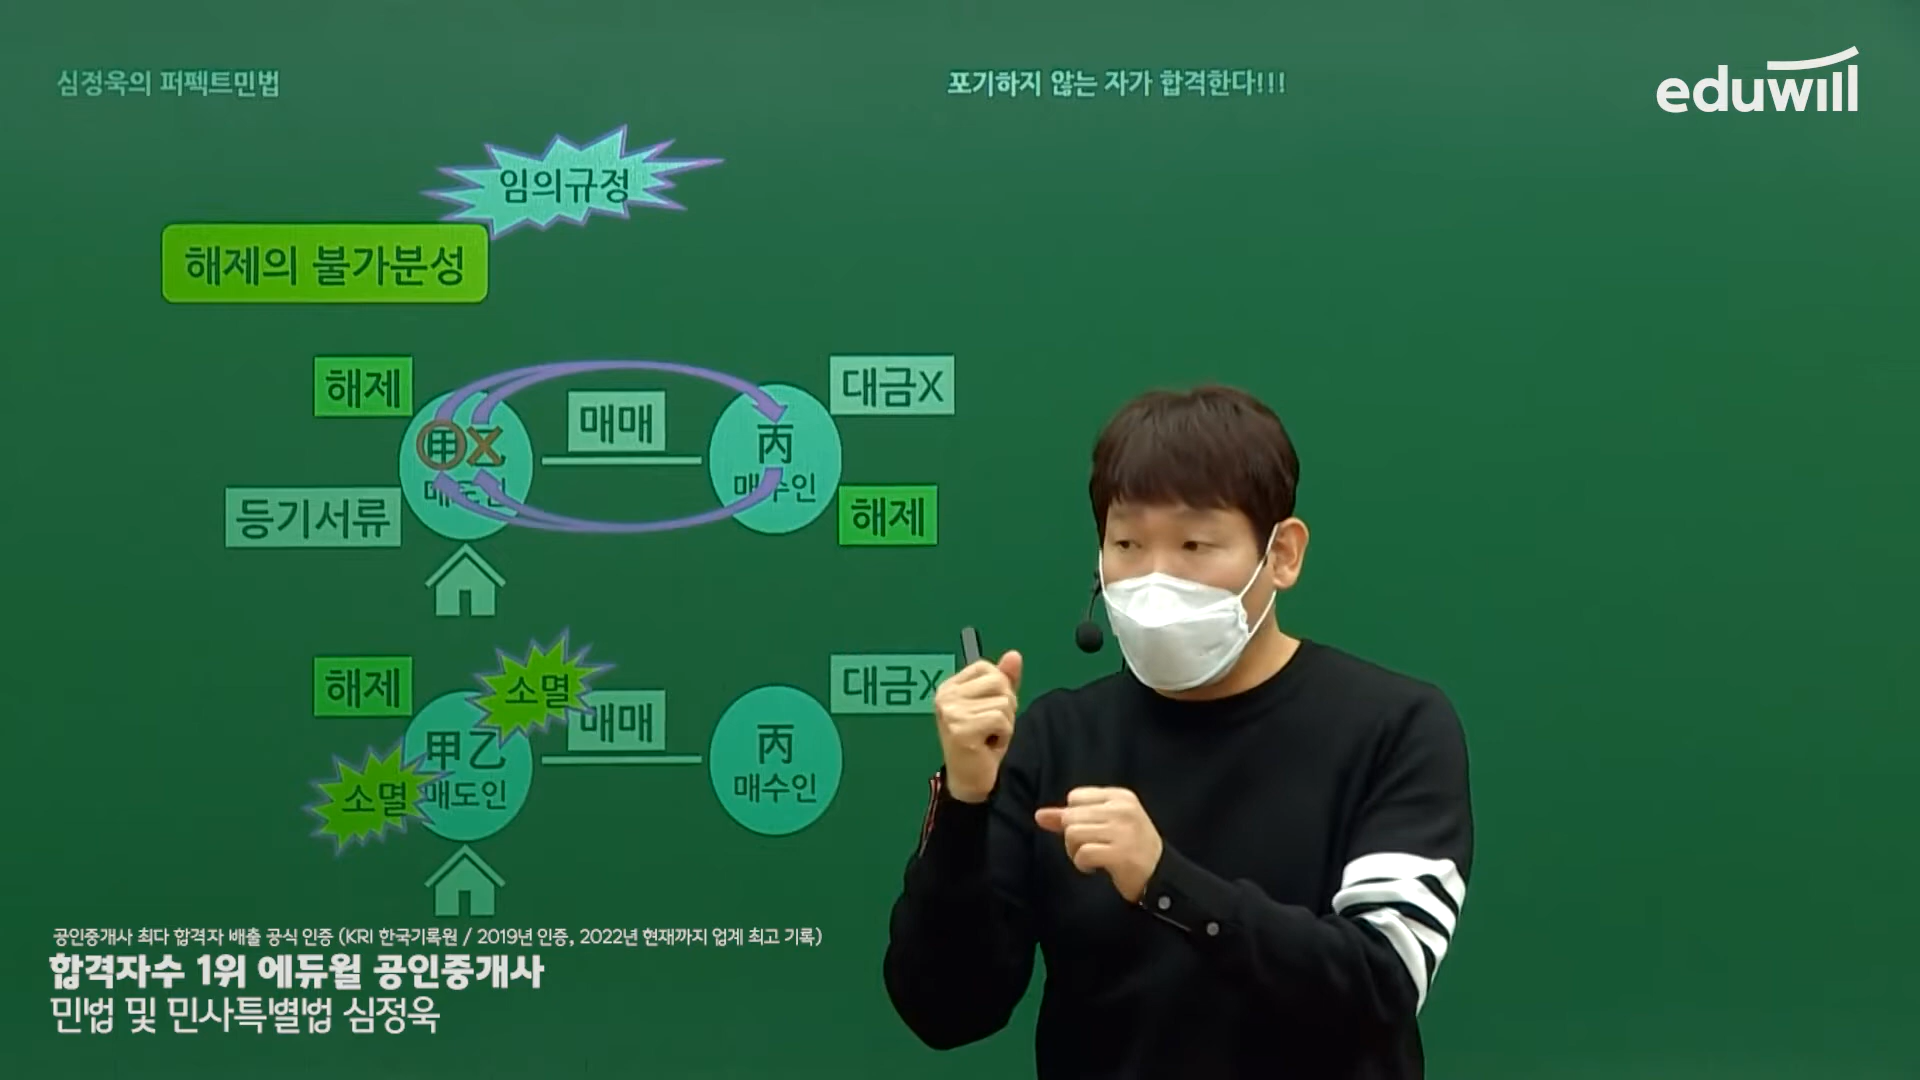 심정욱의 퍼펙트민법
포기하지 않는 자가 합격한다!!!
eduwill
임의규정
해제의 불가분성
해제
대금X
매매
甲乙
매도인
丙
매수인
등기서류
해제
해제
소멸
매매
대금X
甲乙
소멸
매도인
丙
매수인
공인중개사 최다 합격자 배출 공식 인증 (KRI 한국기록원 / 2019년 인증, 2022년 현재까지 업계 최고 기록)
합격자수 1위 에듀윌 공인중개사
민법 및 민사특별법 심정욱